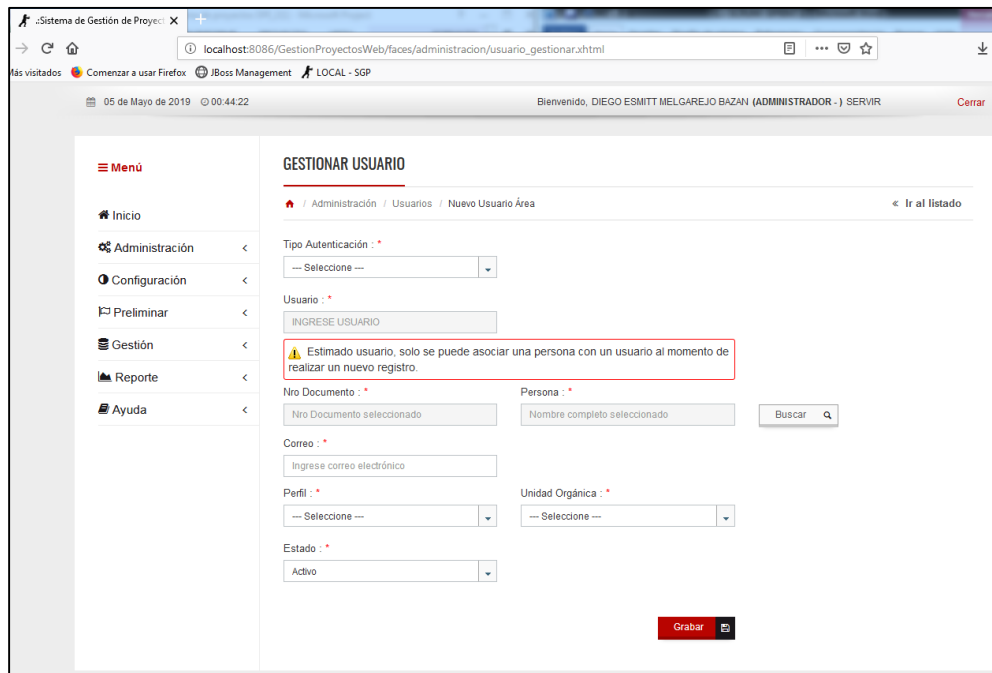 .:Sistema de Gestión de Proyect
localhost:8086/GestionProyectosWeb/faces/administracion/usuario_gestionar.xhtml
Más visitados Comenzar a usar Firefox JBoss Management LOCAL - SGP
05 de Mayo de 2019 00:44:22 Bienvenido, DIEGO ESMITT MELGAREJO BAZAN (ADMINISTRADOR - ) SERVIR Cerrar
Menú
Inicio
Administración
Configuración
Preliminar
Gestión
Reporte
Ayuda
GESTIONAR USUARIO
/ Administración / Usuarios / Nuevo Usuario Área « Ir al listado
Tipo Autenticación : *
--- Seleccione ---
Usuario : *
INGRESE USUARIO
Estimado usuario, solo se puede asociar una persona con un usuario al momento de
realizar un nuevo registro.
Nro Documento : * Persona : *
Nro Documento seleccionado Nombre completo seleccionado Buscar
Correo : *
Ingrese correo electrónico
Perfil : * Unidad Orgánica : *
--- Seleccione --- --- Seleccione ---
Estado : *
Activo
Grabar